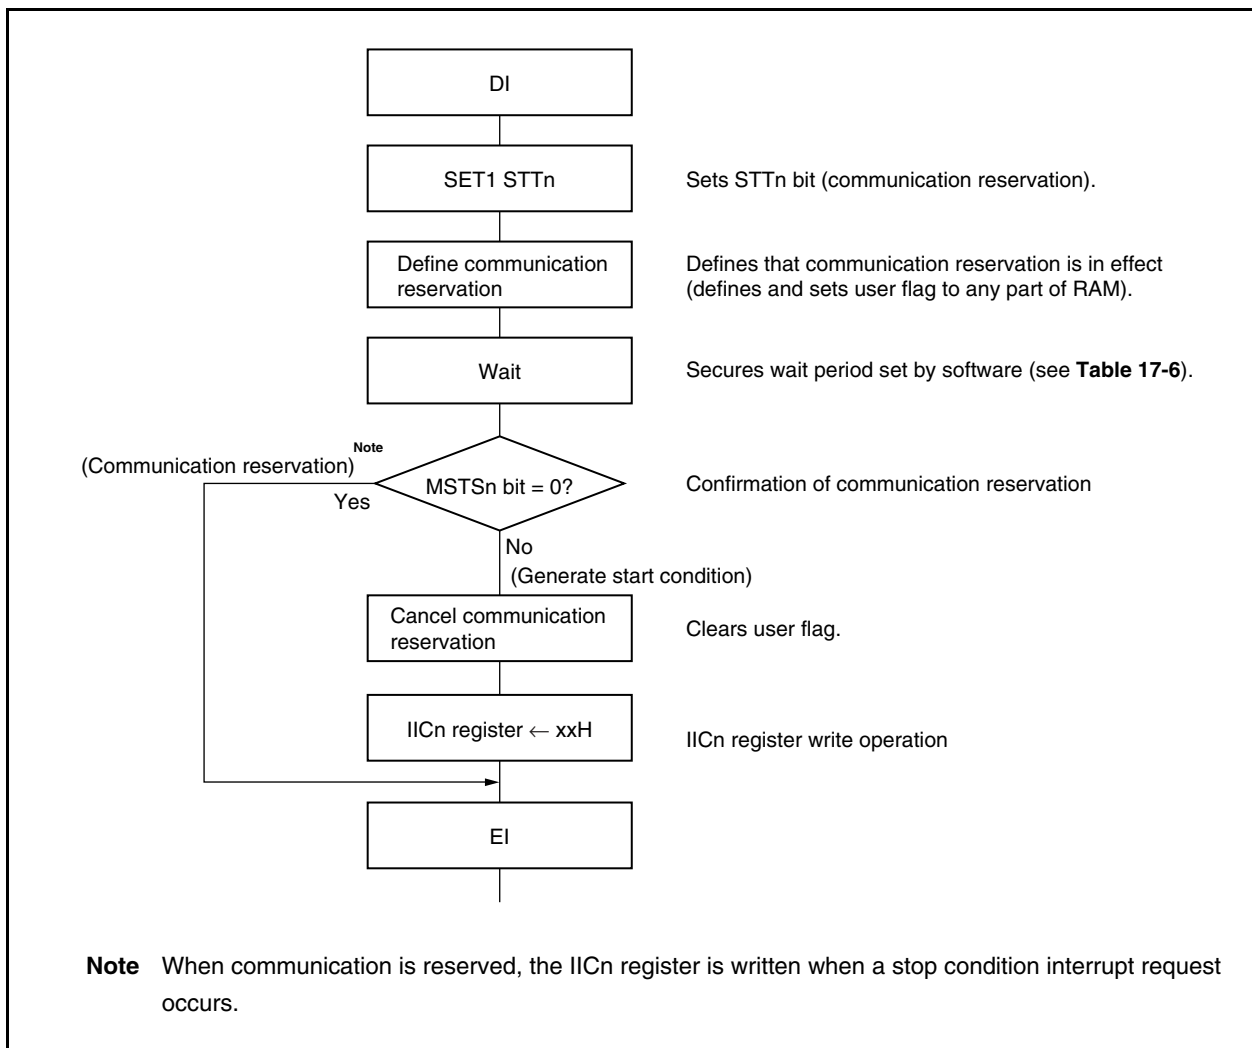 DI
SET1 STTn
Sets STTn bit (communication reservation).
Define communication
reservation
Defines that communication reservation is in effect
(defines and sets user flag to any part of RAM).
Wait
Secures wait period set by software (see Table 17-6).
(Communication reservation)Note
MSTSn bit = 0?
Confirmation of communication reservation
Yes
No
(Generate start condition)
Cancel communication
reservation
Clears user flag.
IICn register ← xxH
IICn register write operation
EI
Note When communication is reserved, the IICn register is written when a stop condition interrupt request
occurs.